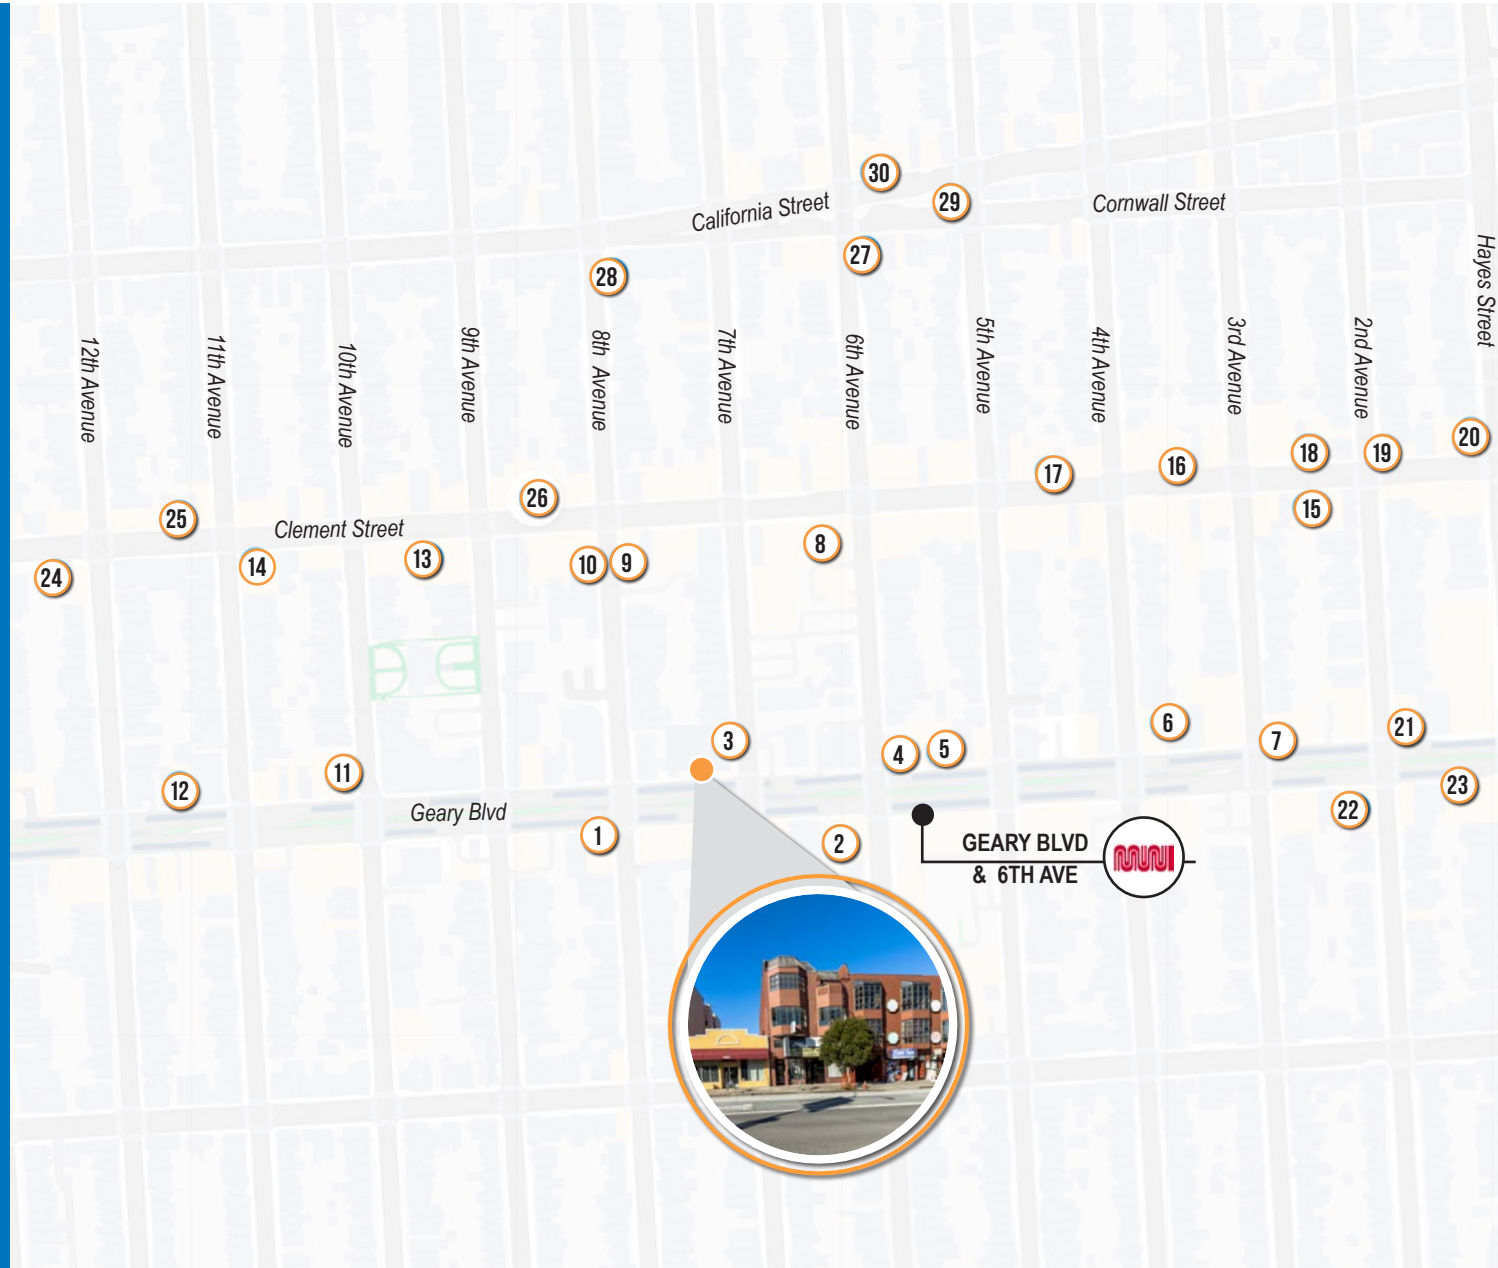 30
29
California Street
Cornwall Street
27
28
Hayes Street
12th Avenue
11th Avenue
10th Avenue
9th Avenue
8th Avenue
7th Avenue
6th Avenue
5th Avenue
4th Avenue
3rd Avenue
2nd Avenue
20
18
19
16
17
26
15
25
Clement Street
8
13
10
9
14
24
6
21
3
7
5
4
11
23
12
Geary Blvd
22
1
2
GEARY BLVD
& 6TH AVE
MUNI